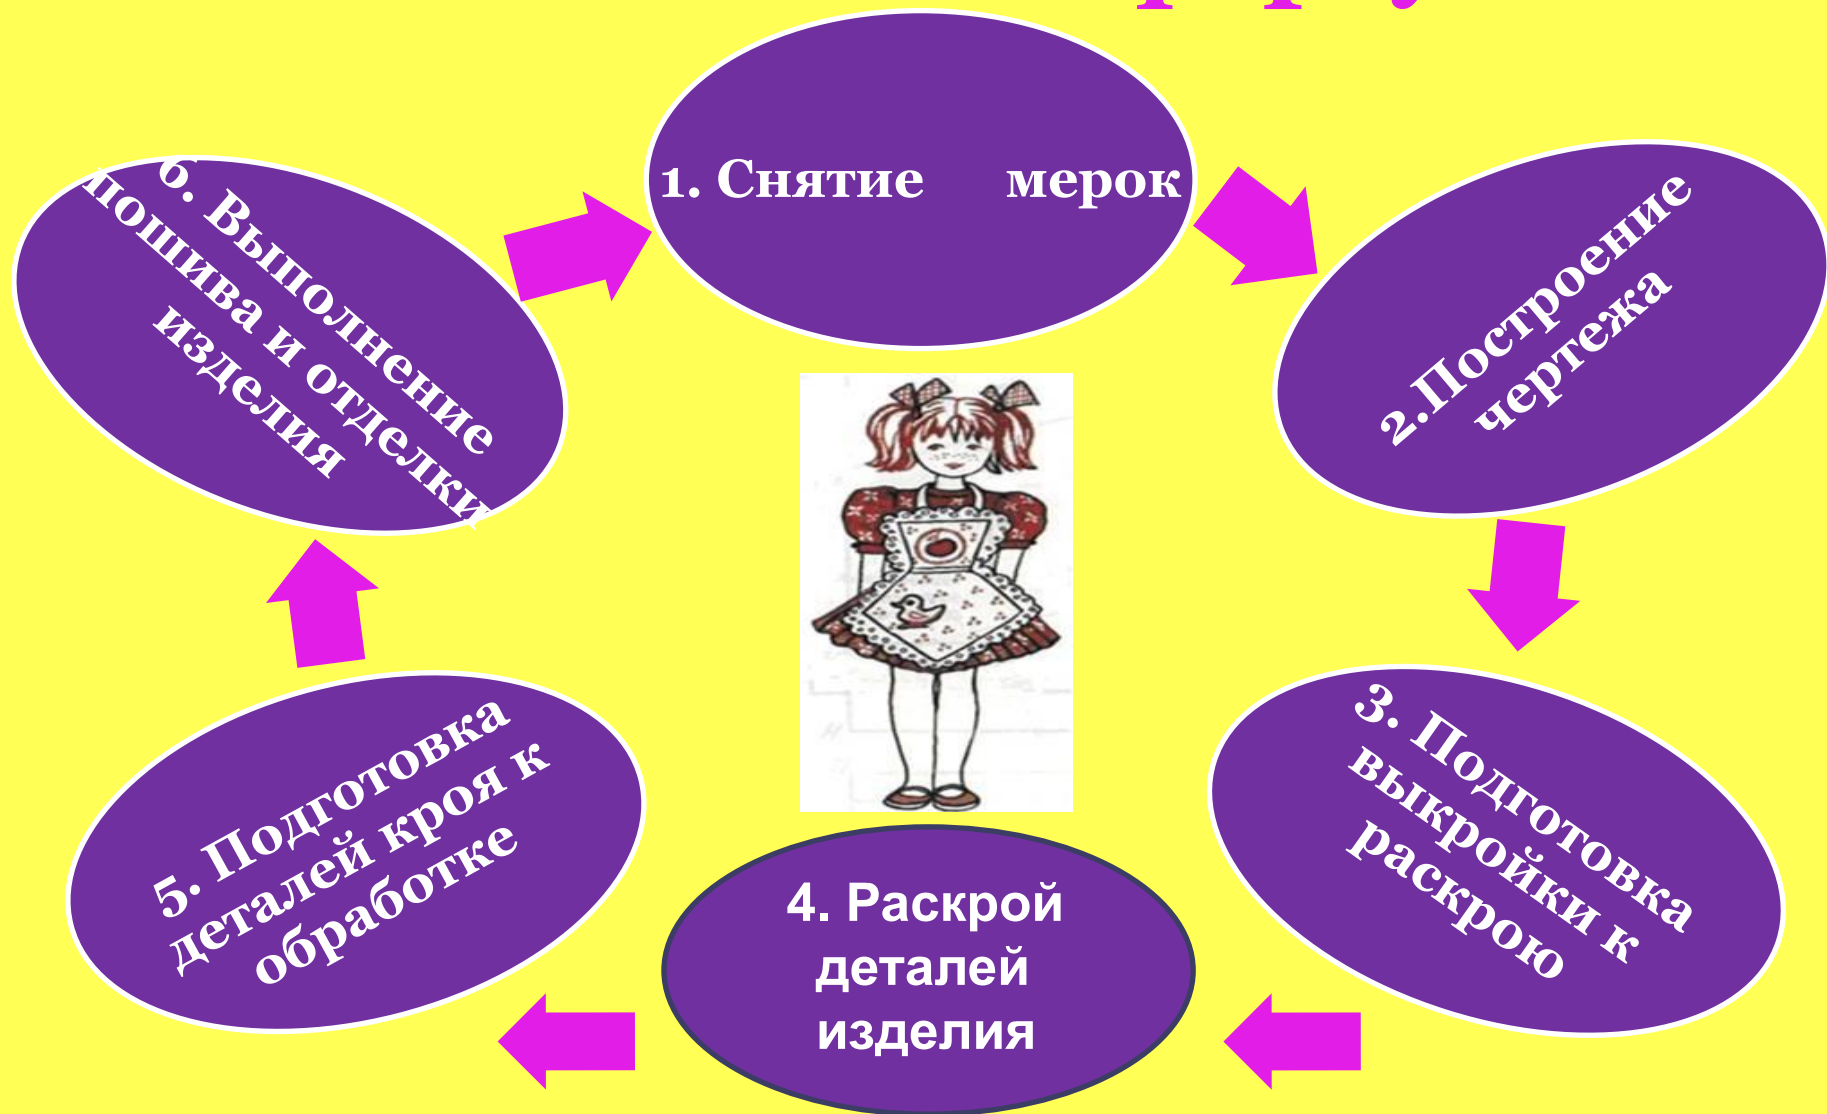 1. Снятие мерок
2.Построение
чертежа
3. Подготовка
выкройки к
раскрою
4. Раскрой
деталей
изделия
5. Подготовка
деталей кроя к
обработке
6. Выполнение
пошива и отделки
изделия